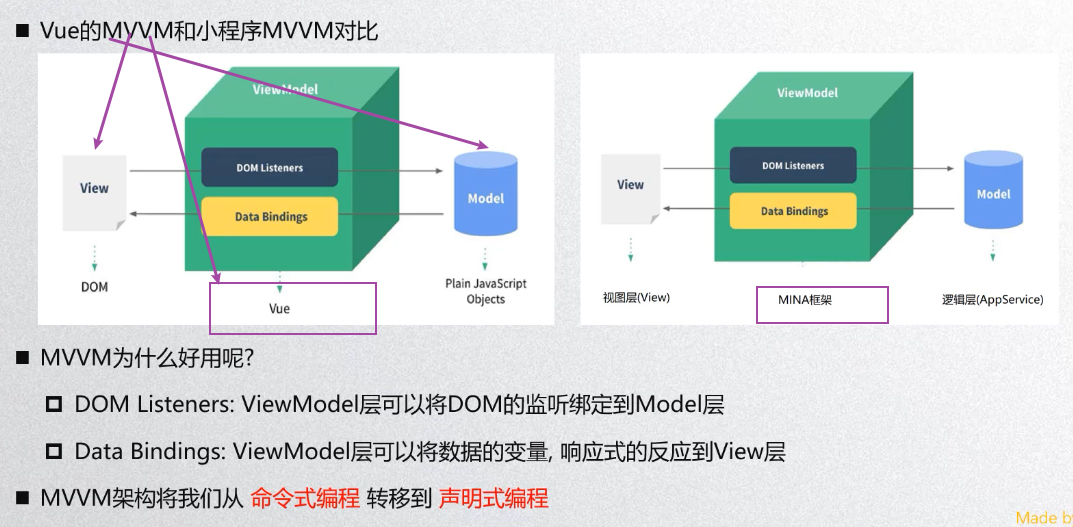 Vue的MVVM和小程序MVVM对比
ViewModel
DOM Listeners
View
Data Bindings
Model
DOM
Vue
Plain JavaScript
Objects
ViewModel
DOM Listeners
View
Data Bindings
Model
视图层(View)
MINA框架
逻辑层(AppService)
MVVM为什么好用呢?
DOM Listeners: ViewModel层可以将DOM的监听绑定到Model层
Data Bindings: ViewModel层可以将数据的变量, 响应式的反应到View层
MVVM架构将我们从 命令式编程 转移到 声明式编程
Made by